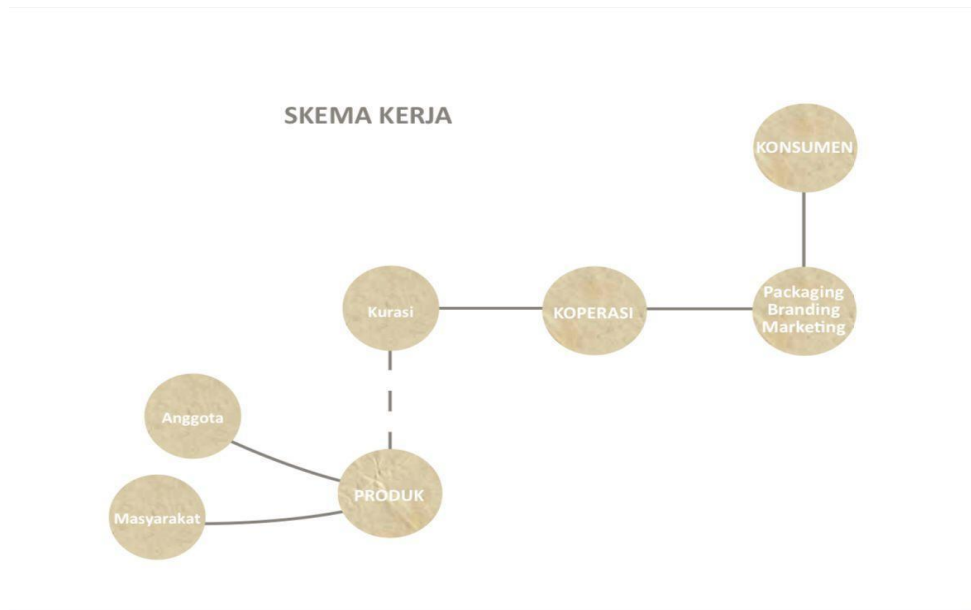 SKEMA KERJA
KONSUMEN
Packaging
Branding
Marketing
KOPERASI
Kurasi
Anggota
Masyarakat
PRODUK